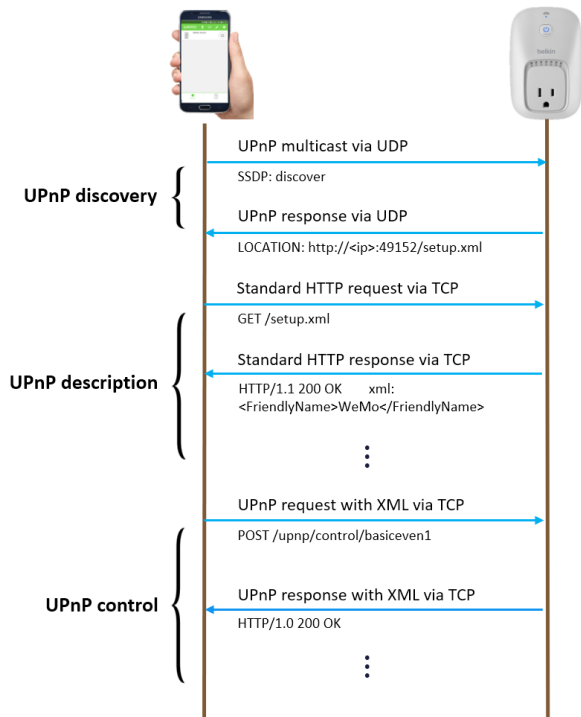 SAMSUNG
belkin
UPnP multicast via UDP
SSDP: discover
UPnP discovery
UPnP response via UDP
LOCATION: http://<ip>:49152/setup.xml
Standard HTTP request via TCP
GET /setup.xml
Standard HTTP response via TCP
UPnP description
HTTP/1.1 200 OK xml:
<FriendlyName>WeMo</FriendlyName>
UPnP request with XML via TCP
POST /upnp/control/basiceven1
UPnP control
UPnP response with XML via TCP
HTTP/1.0 200 OK